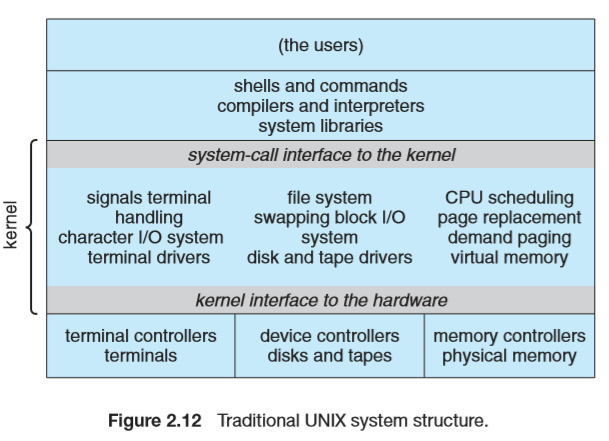 (the users)
shells and commands
compilers and interpreters
system libraries
system-call interface to the kernel
kernel
signals terminal
handling
character I/O system
terminal drivers
file system
swapping block I/O
system
disk and tape drivers
CPU scheduling
page replacement
demand paging
virtual memory
kernel interface to the hardware
terminal controllers
terminals
device controllers
disks and tapes
memory controllers
physical memory
Figure 2.12 Traditional UNIX system structure.